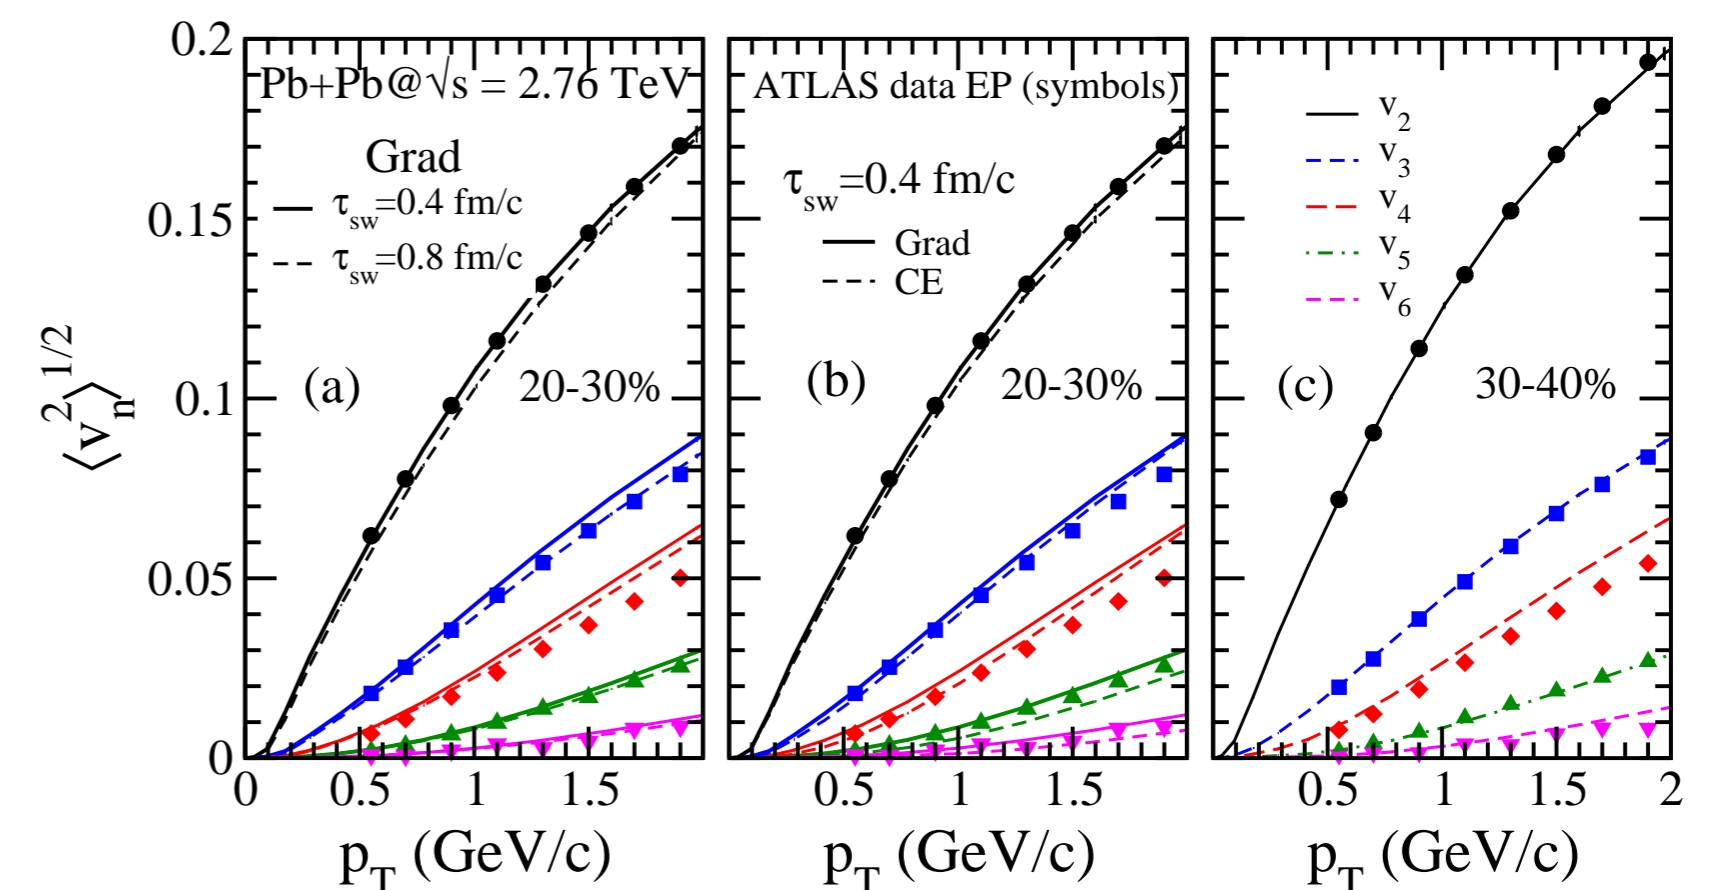 ⟨v_n^2⟩^1/2
0.2
0.15
0.1
0.05
0
Pb+Pb@√s = 2.76 TeV
Grad
τ_sw=0.4 fm/c
τ_sw=0.8 fm/c
(a)
20-30%
0 0.5 1 1.5
p_T (GeV/c)
ATLAS data EP (symbols)
τ_sw=0.4 fm/c
Grad
CE
(b)
20-30%
0.5 1 1.5
p_T (GeV/c)
v_2
v_3
v_4
v_5
v_6
(c)
30-40%
0.5 1 1.5 2
p_T (GeV/c)